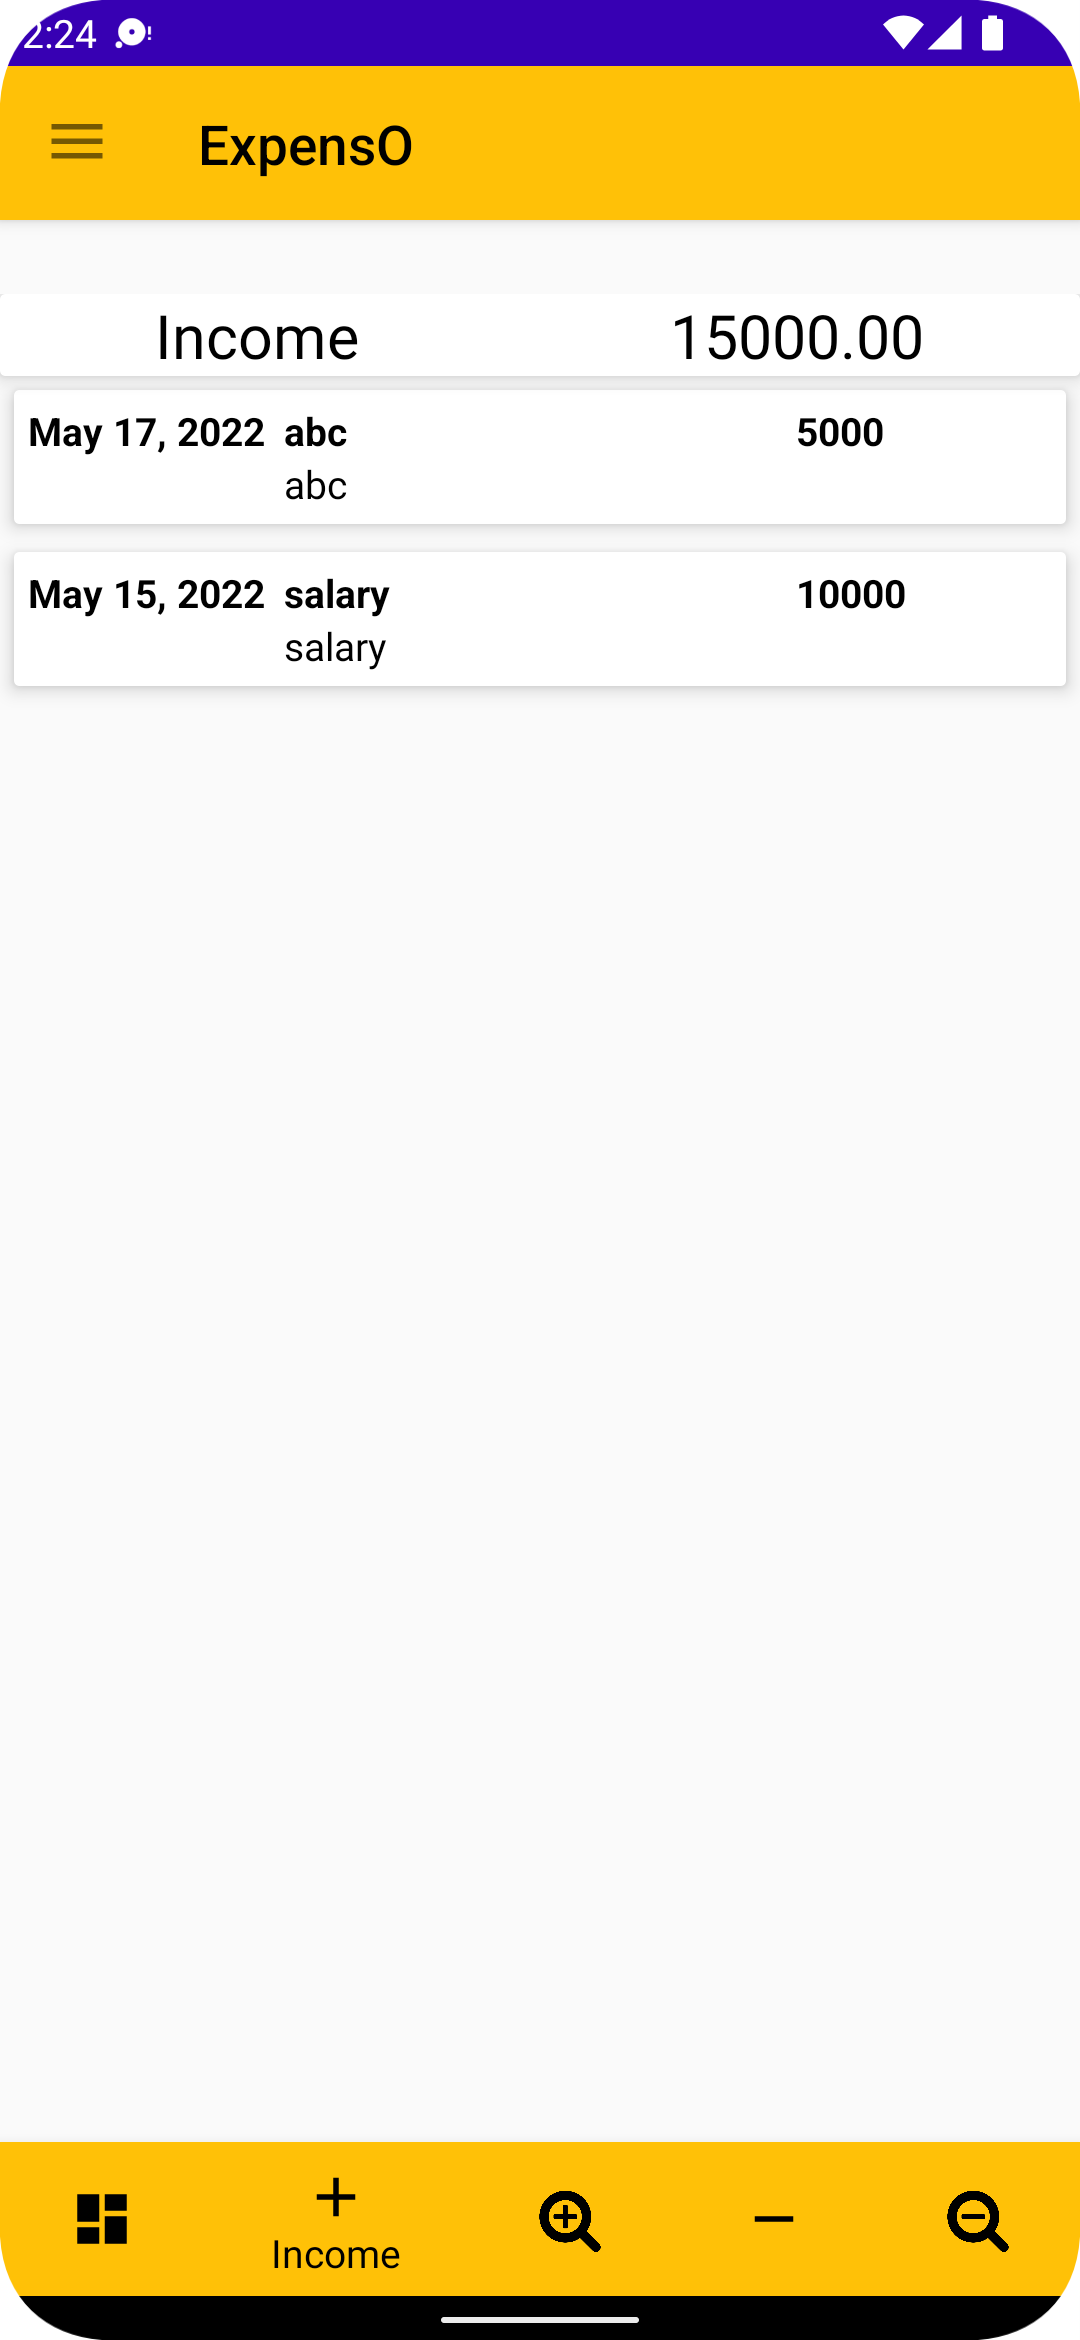 2:24
ExpensO
Income 15000.00
May 17, 2022 abc 5000
abc
May 15, 2022 salary 10000
salary
Income